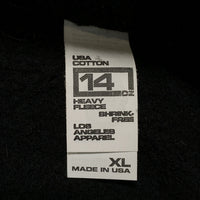 USA
COTTON
14 OZ
HEAVY
FLEECE
SHRINK-
FREE
LOS
ANGELES
APPAREL
XL
MADE IN USA